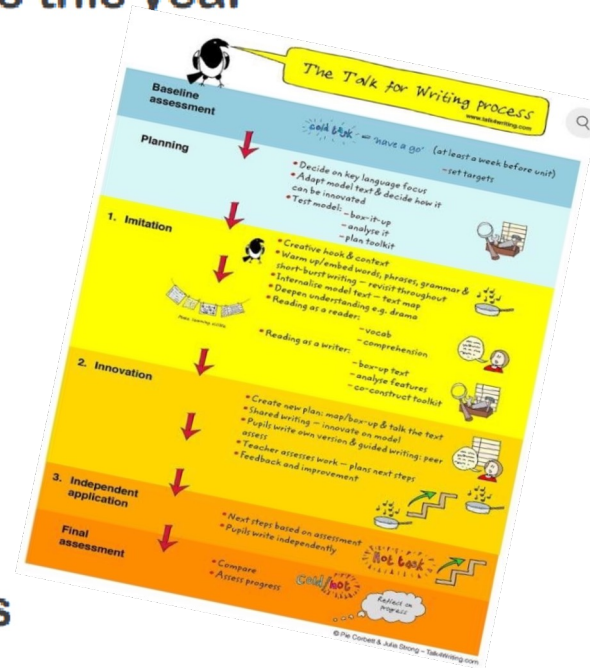 this year
The Talk for Writing process
www.talk4writing.com
Baseline
assessment
cold task – 'have a go' (at least a week before unit)
– set targets
Planning
• Decide on key language focus
• Adapt model text & decide how it
can be innovated
• Test model: – box-it-up
– analyse it
– plan toolkit
1. Imitation
• Creative hook & context
• Warm up/embed words, phrases, grammar &
short-burst writing – revisit throughout
• Internalise model text – text map
• Deepen understanding e.g. drama
• Reading as a reader:
– vocab
– comprehension
• Reading as a writer:
– box-up text
– analyse features
– co-construct toolkit
2. Innovation
• Create new plan: map/box-up & talk the text
• Shared writing – innovate on model
• Pupils write own version & guided writing: peer
assess
• Teacher assesses work – plans next steps
• Feedback and improvement
3. Independent
application
• Next steps based on assessment
• Pupils write independently
Hot task
Final
assessment
• Compare
• Assess progress
Cold/hot
Reflect on
progress
s
© Pie Corbett & Julia Strong – Talk4Writing.com